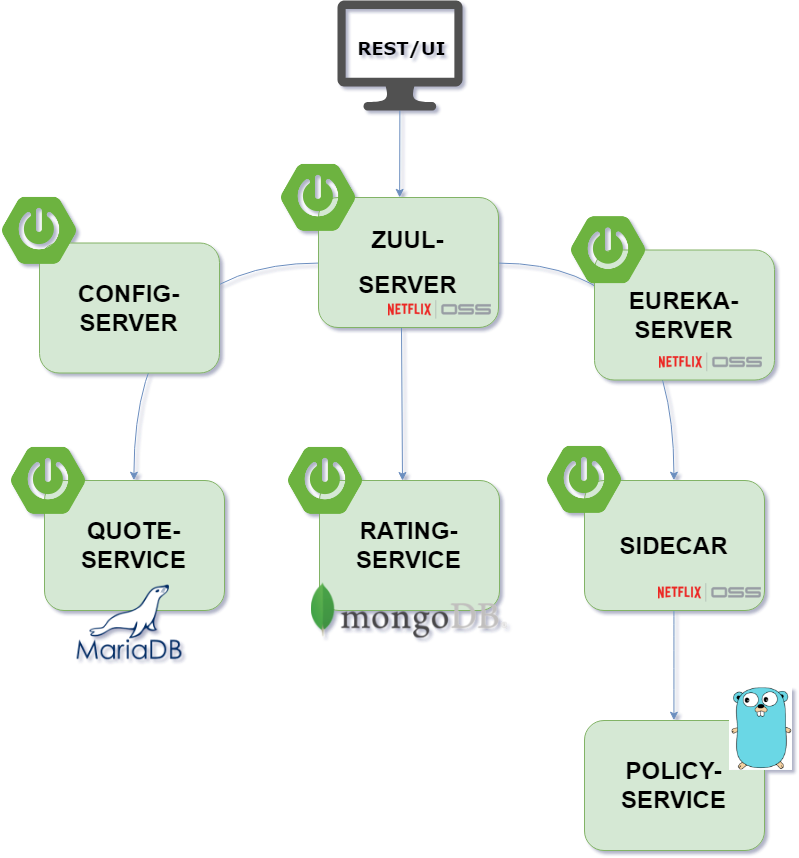 REST/UI
ZUUL-
SERVER
NETFLIX OSS
CONFIG-
SERVER
EUREKA-
SERVER
NETFLIX OSS
QUOTE-
SERVICE
MariaDB
RATING-
SERVICE
mongoDB
SIDECAR
NETFLIX OSS
POLICY-
SERVICE